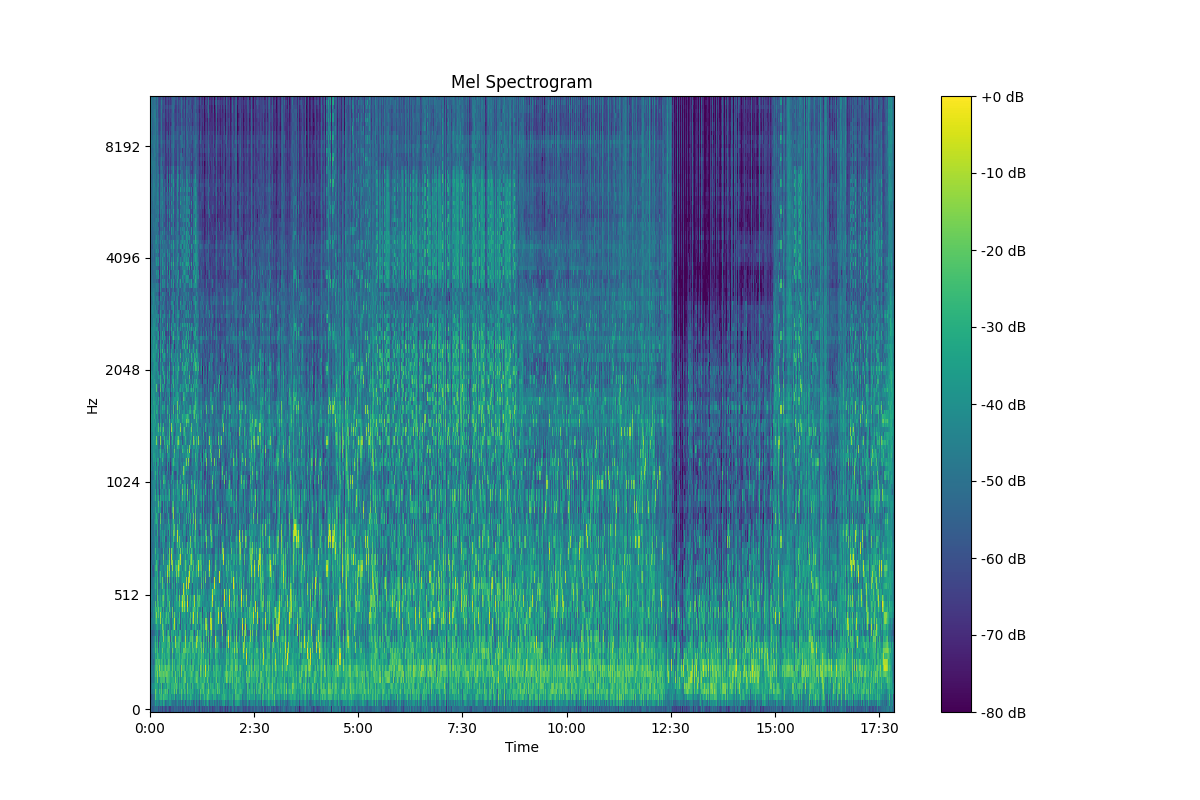 Mel Spectrogram
Hz
8192
4096
2048
1024
512
0
0:00 2:30 5:00 7:30 10:00 12:30 15:00 17:30
Time
+0 dB
-10 dB
-20 dB
-30 dB
-40 dB
-50 dB
-60 dB
-70 dB
-80 dB